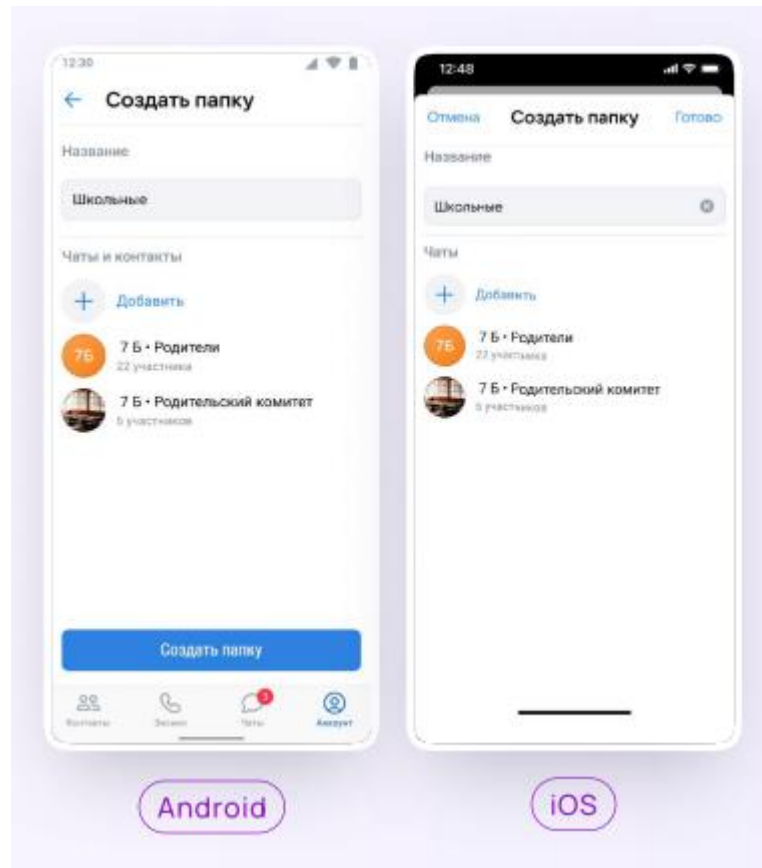 12:30
Создать папку
Название
Школьные
Чаты и контакты
Добавить
7Б
7 Б • Родители
22 участника
7 Б • Родительский комитет
5 участников
Создать папку
3
Контакты
Звонки
Чаты
Аккаунт
Android
12:48
Отмена
Создать папку
Готово
Название
Школьные
Чаты
Добавить
7Б
7 Б • Родители
22 участника
7 Б • Родительский комитет
5 участников
iOS